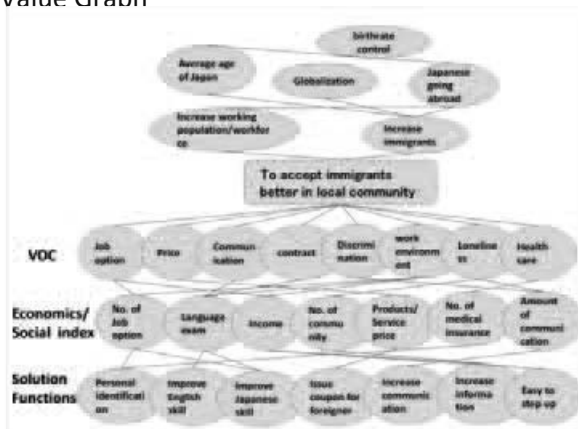 Value Graph
birthrate
control
Average age
of Japan
Globalization
Japanese
going
abroad
Increase working
population/workfor
ce
Increase
immigrants
To accept immigrants
better in local community
VOC
Job
option
Price
Commun
ication
contract
Discrimi
nation
work
environm
ent
Loneline
ss
Health
care
Economics/
Social index
No. of
Job
option
Language
exam
Income
No. of
commu
nity
Products/
Service
price
No. of
medical
insurance
Amount
of
communi
cation
Solution
Functions
Personal
identificati
on
Improve
English
skill
Improve
Japanese
skill
Issue
coupon for
foreigner
Increase
communic
ation
Increase
informa
tion
Easy to
step up